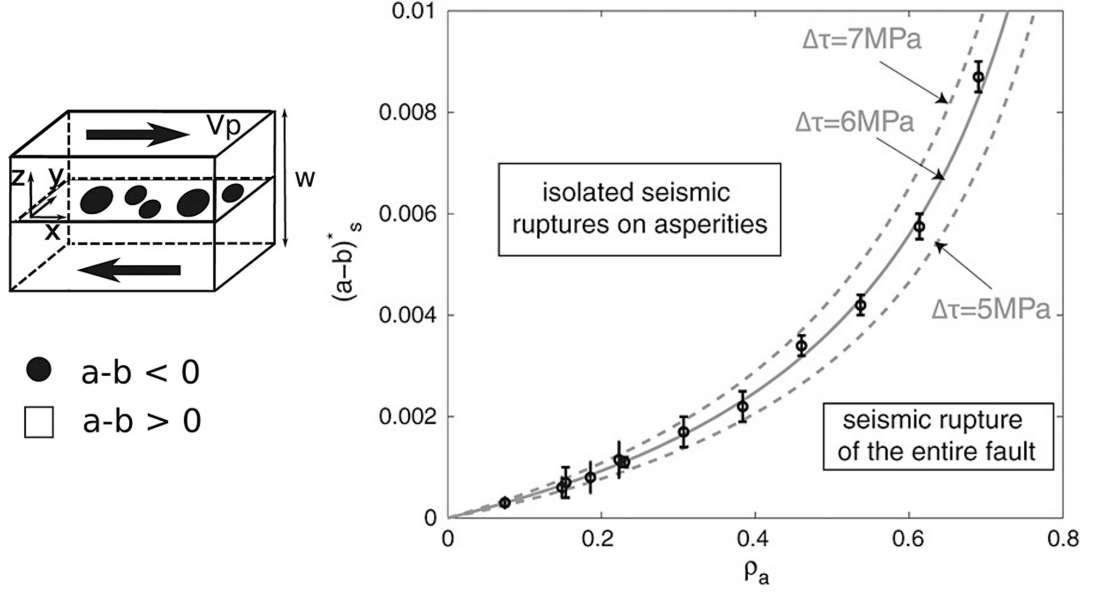 Vp
z
y
x
w
a-b < 0
a-b > 0
0.01
0.008
0.006
0.004
0.002
0
(a−b)*s
0
0.2
0.4
0.6
0.8
ρa
Δτ=7MPa
Δτ=6MPa
Δτ=5MPa
isolated seismic
ruptures on asperities
seismic rupture
of the entire fault